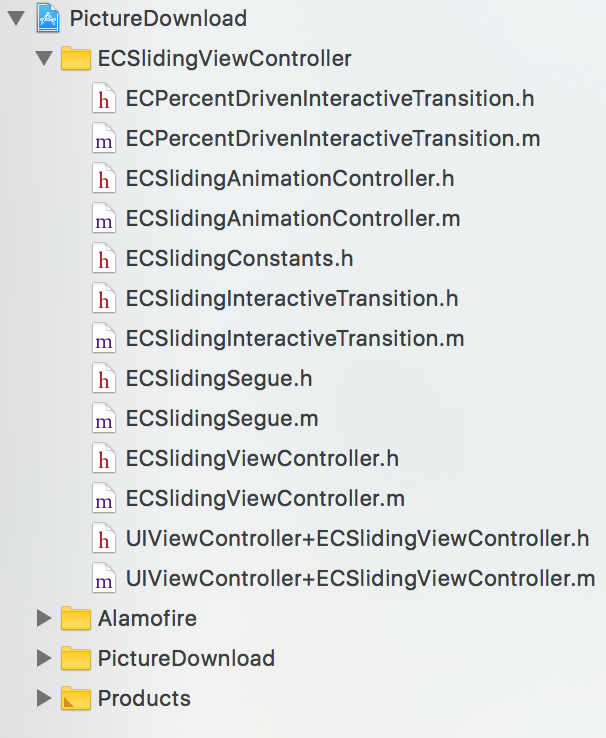 PictureDownload
ECSlidingViewController
h ECPercentDrivenInteractiveTransition.h
m ECPercentDrivenInteractiveTransition.m
h ECSlidingAnimationController.h
m ECSlidingAnimationController.m
h ECSlidingConstants.h
h ECSlidingInteractiveTransition.h
m ECSlidingInteractiveTransition.m
h ECSlidingSegue.h
m ECSlidingSegue.m
h ECSlidingViewController.h
m ECSlidingViewController.m
h UIViewController+ECSlidingViewController.h
m UIViewController+ECSlidingViewController.m
Alamofire
PictureDownload
Products